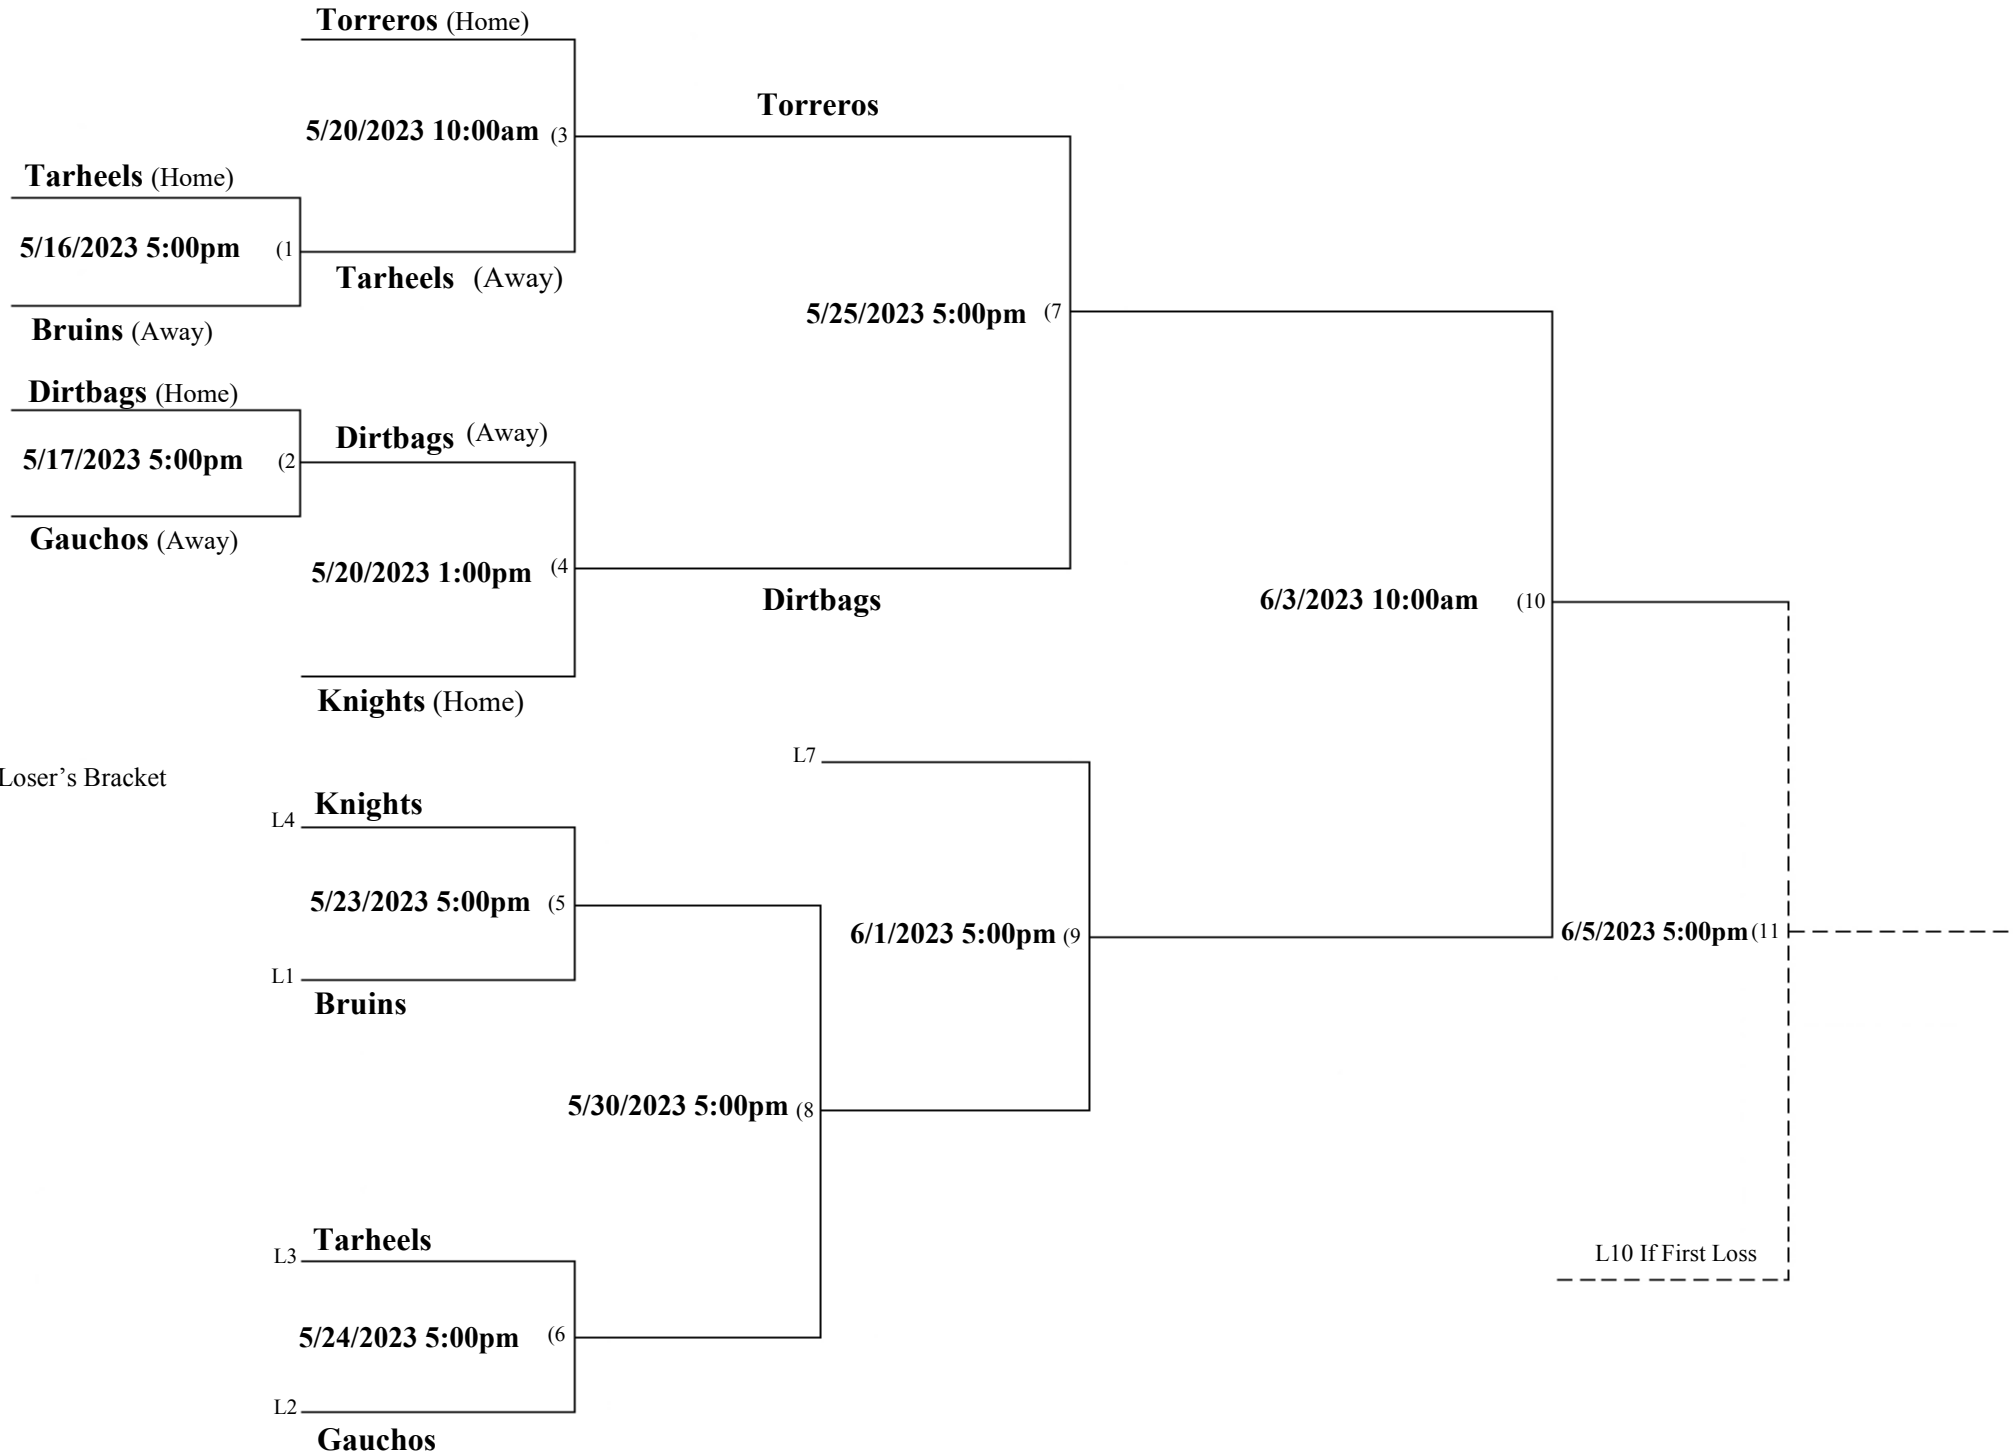 Torreros (Home)
5/20/2023 10:00am (3
Torreros
Tarheels (Home)
5/16/2023 5:00pm (1
Tarheels (Away)
Bruins (Away)
5/25/2023 5:00pm (7
Dirtbags (Home)
Dirtbags (Away)
5/17/2023 5:00pm (2
Gauchos (Away)
5/20/2023 1:00pm (4
Dirtbags
6/3/2023 10:00am (10
Knights (Home)
L7
Loser’s Bracket
L4 Knights
5/23/2023 5:00pm (5
6/1/2023 5:00pm (9
6/5/2023 5:00pm (11
L1
Bruins
5/30/2023 5:00pm (8
L3 Tarheels
L10 If First Loss
5/24/2023 5:00pm (6
L2
Gauchos